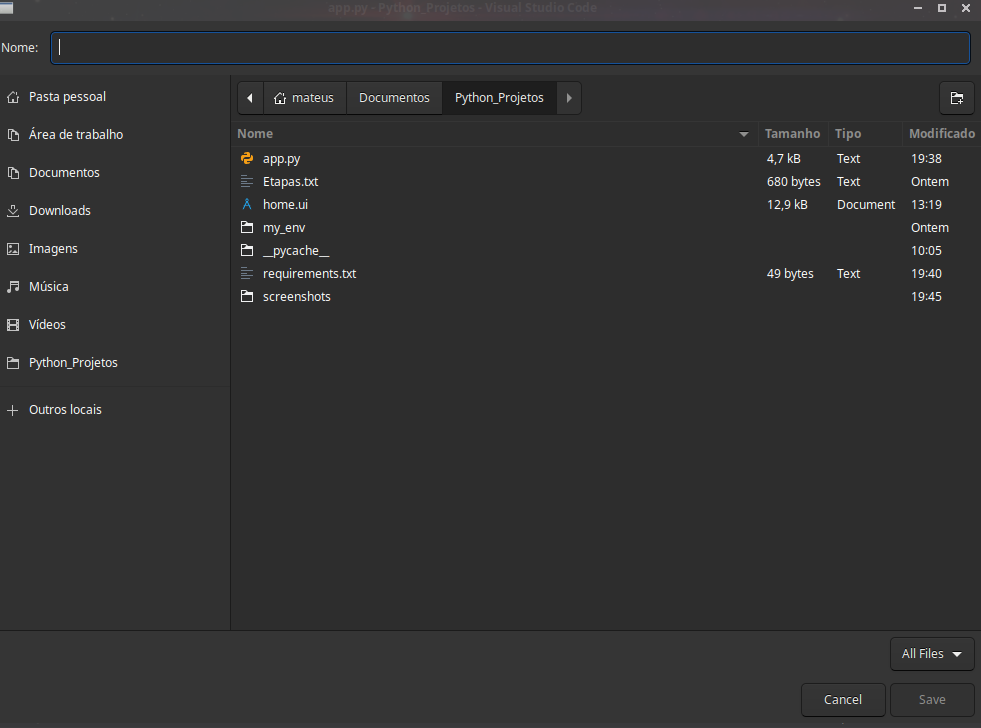 app.py - Python_Projetos - Visual Studio Code
Nome:
Pasta pessoal
Área de trabalho
Documentos
Downloads
Imagens
Música
Vídeos
Python_Projetos
Outros locais
mateus Documentos Python_Projetos
Nome Tamanho Tipo Modificado
app.py 4,7 kB Text 19:38
Etapas.txt 680 bytes Text Ontem
home.ui 12,9 kB Document 13:19
my_env Ontem
__pycache__ 10:05
requirements.txt 49 bytes Text 19:40
screenshots 19:45
All Files
Cancel Save